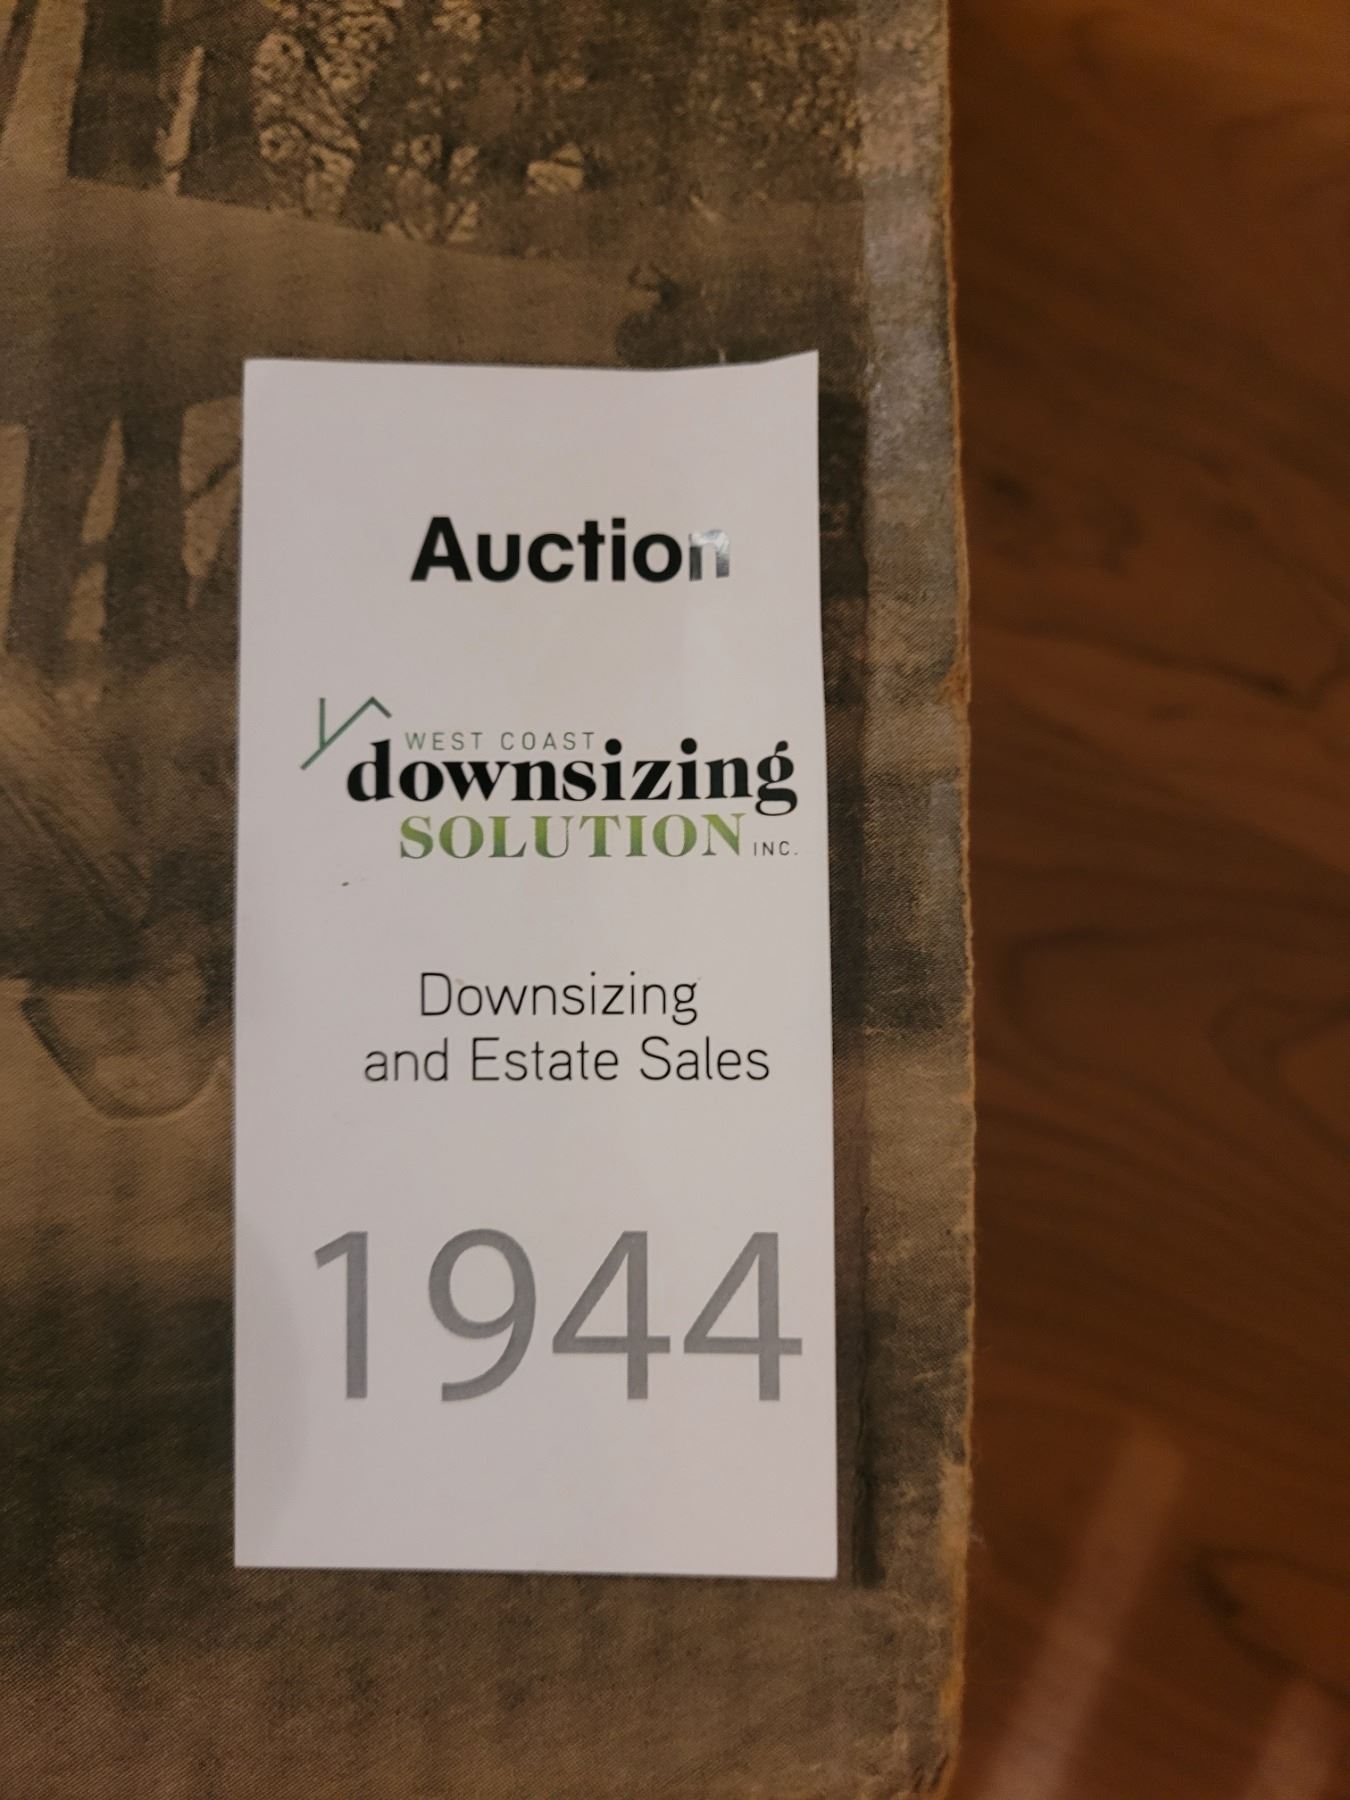 Auction
WEST COAST
downsizing
SOLUTION INC.
Downsizing
and Estate Sales
1944